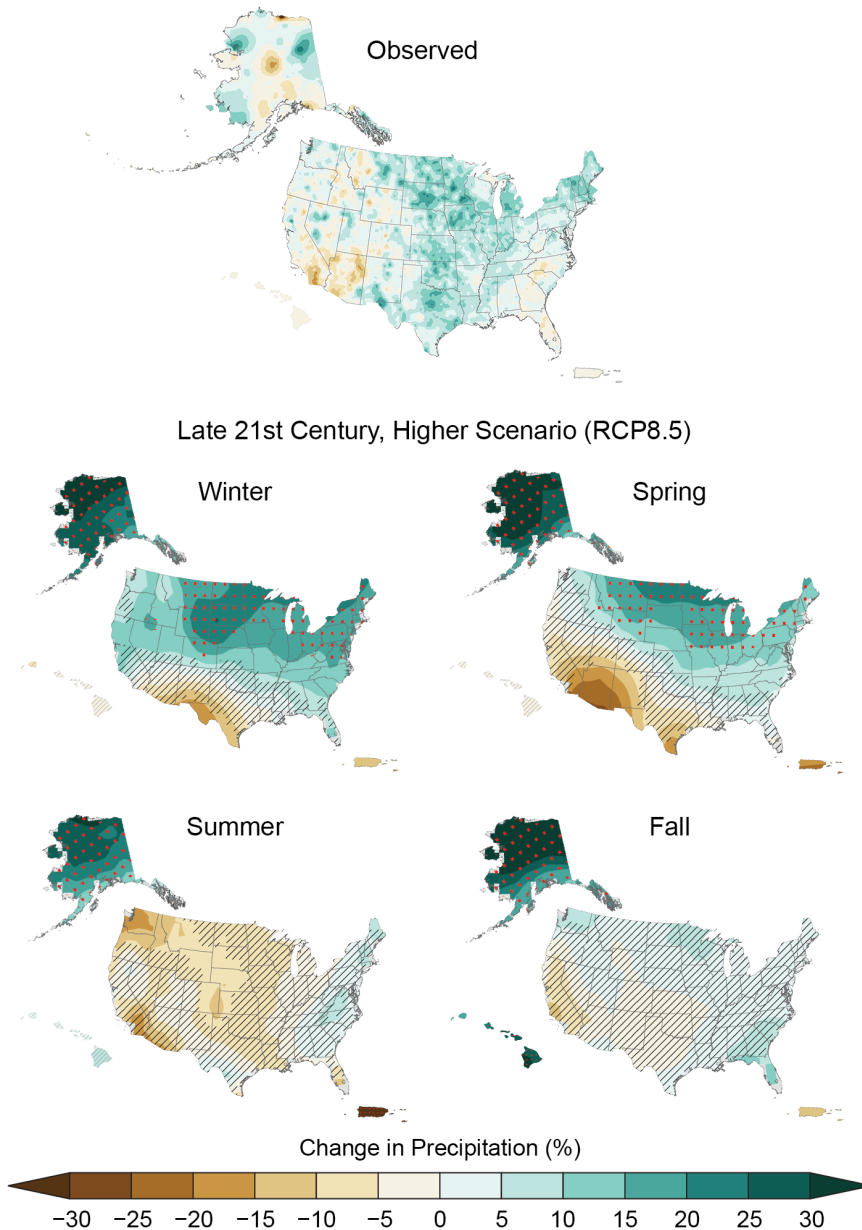 Observed
Late 21st Century, Higher Scenario (RCP8.5)
Winter
Spring
Summer
Fall
Change in Precipitation (%)
−30 −25 −20 −15 −10 −5 0 5 10 15 20 25 30